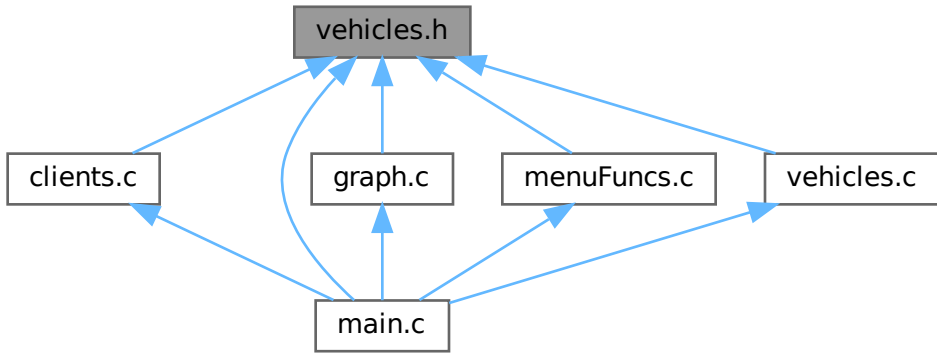 vehicles.h
clients.c
graph.c
menuFuncs.c
vehicles.c
main.c